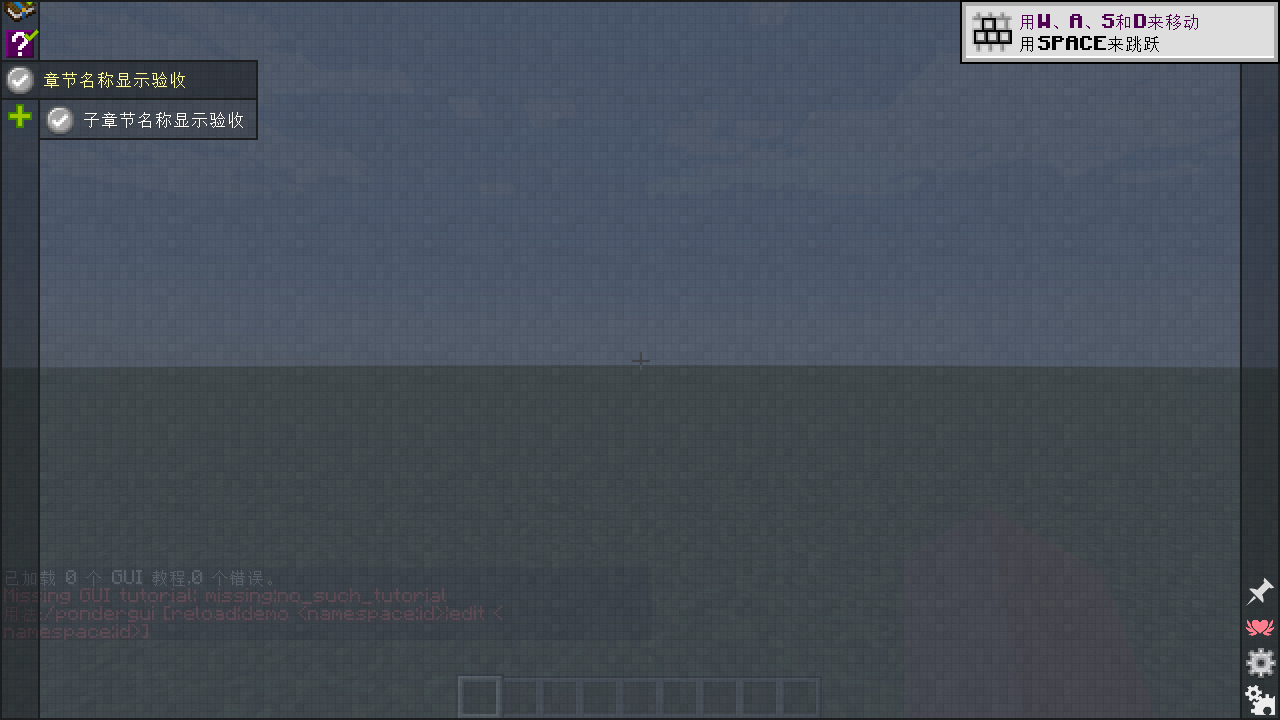 用W、A、S和D来移动
用SPACE来跳跃
章节名称显示验收
子章节名称显示验收
已加载 0 个 GUI 教程,0 个错误。
Missing GUI tutorial: missing:no_such_tutorial
用法:/pondergui [reload|demo <namespace:id>|edit <
namespace:id>]